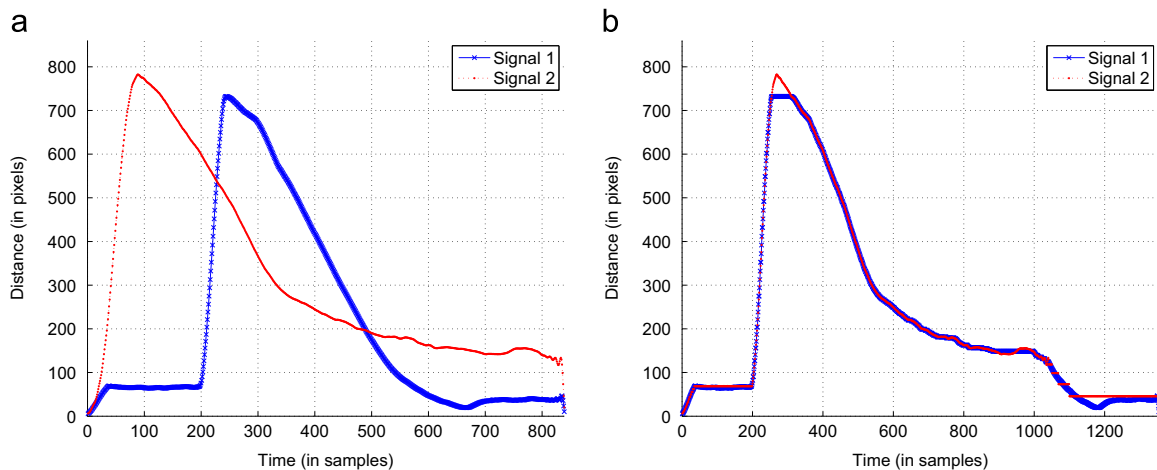 a
Signal 1
Signal 2
800
700
600
500
400
300
200
100
0
Distance (in pixels)
0 100 200 300 400 500 600 700 800
Time (in samples)
b
Signal 1
Signal 2
800
700
600
500
400
300
200
100
0
Distance (in pixels)
0 200 400 600 800 1000 1200
Time (in samples)